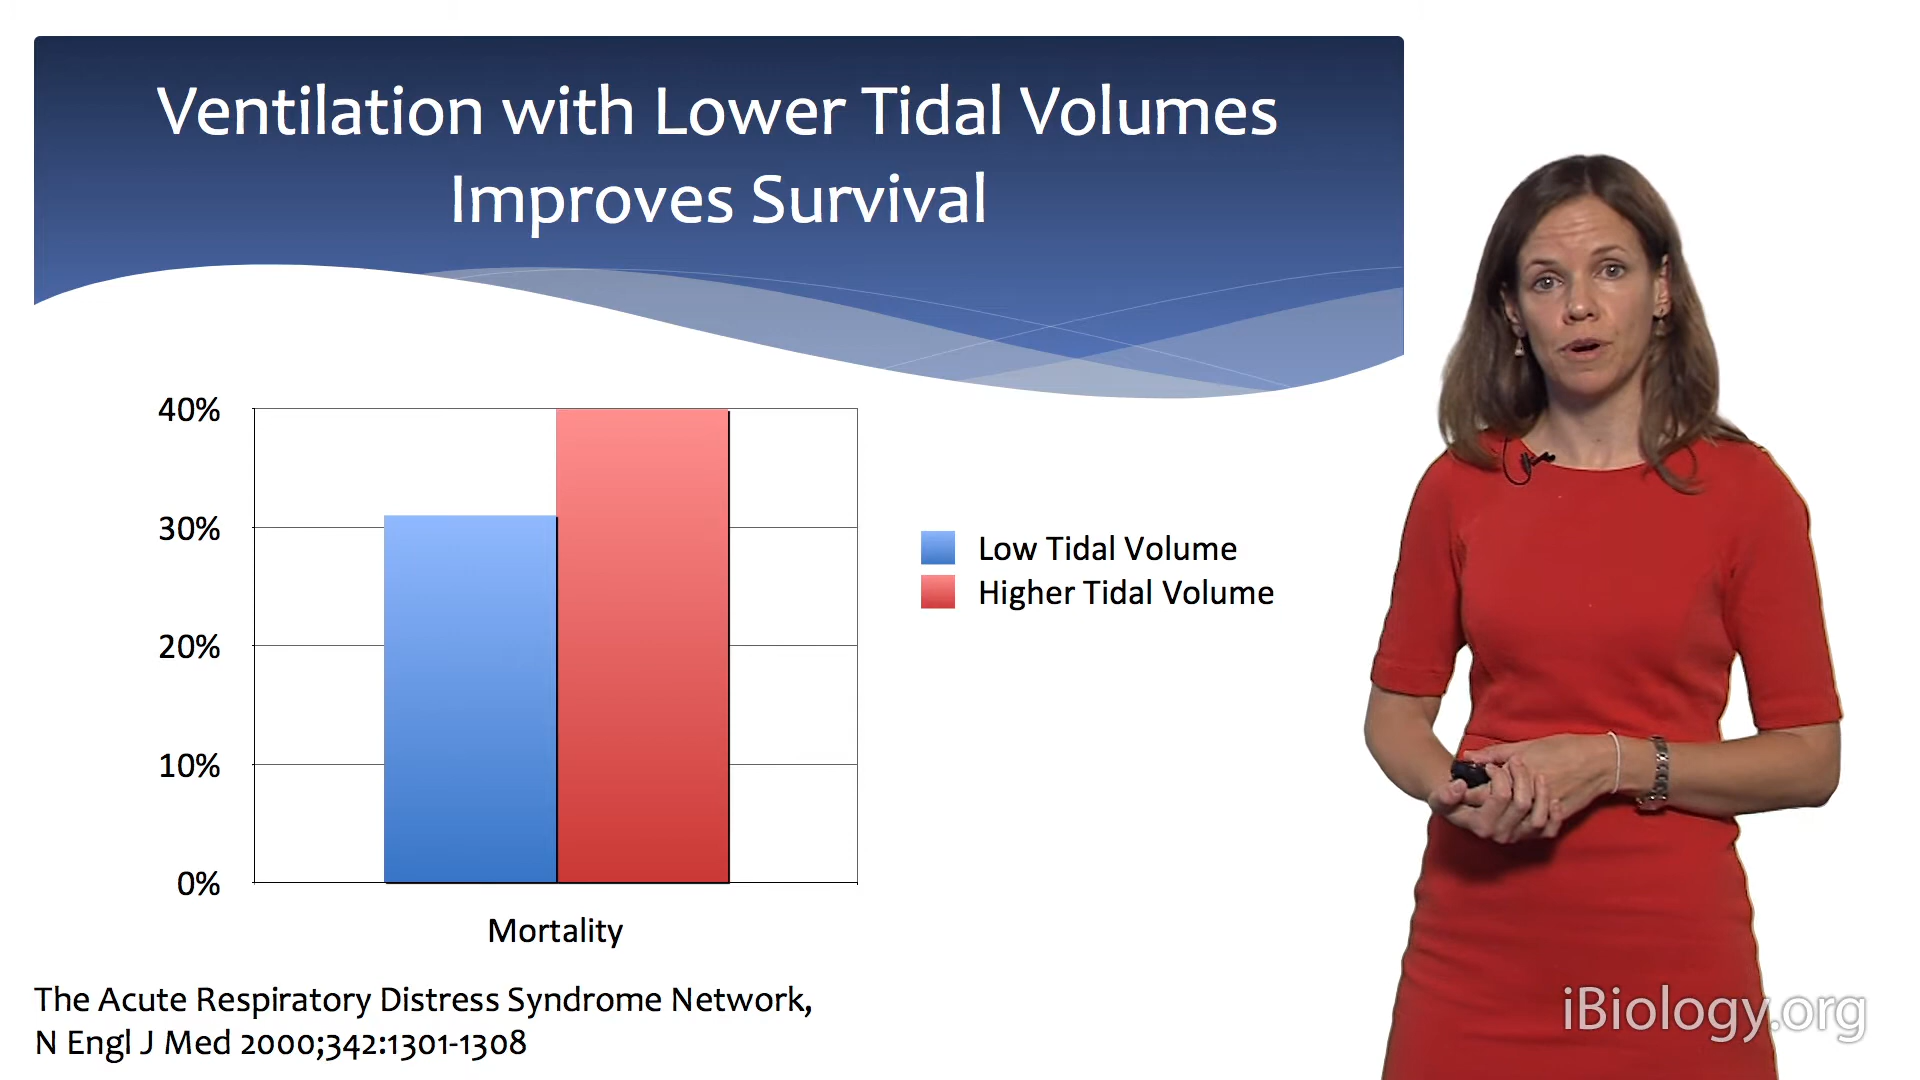 Ventilation with Lower Tidal Volumes
Improves Survival
40%
30%
20%
10%
0%
Low Tidal Volume
Higher Tidal Volume
Mortality
The Acute Respiratory Distress Syndrome Network,
N Engl J Med 2000;342:1301-1308
iBiology.org